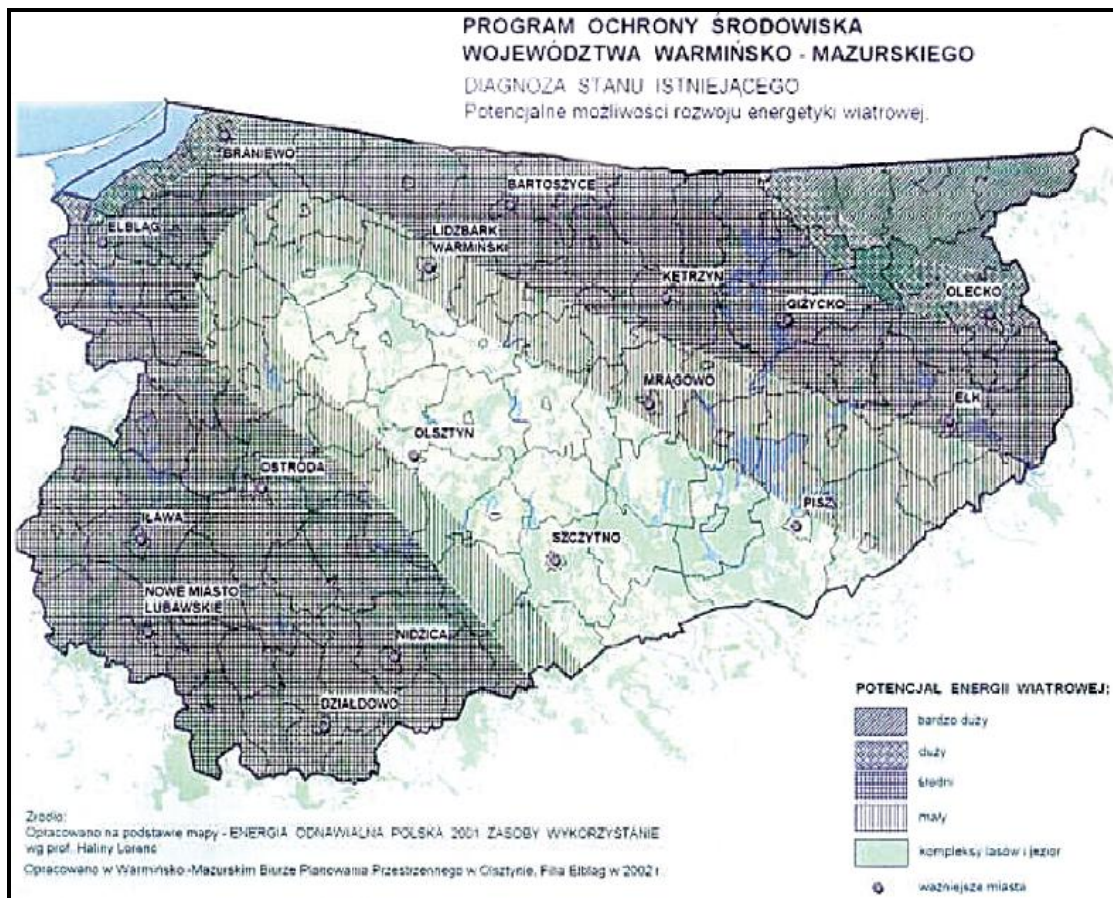 PROGRAM OCHRONY ŚRODOWISKA
WOJEWÓDZTWA WARMIŃSKO - MAZURSKIEGO
DIAGNOZA STANU ISTNIEJĄCEGO
Potencjalne możliwości rozwoju energetyki wiatrowej.
BRANIEWO
BARTOSZYCE
ELBLĄG
LIDZBARK
WARMIŃSKI
KĘTRZYN
GIŻYCKO
OLECKO
MRĄGOWO
EŁK
OLSZTYN
OSTRÓDA
PISZ
IŁAWA
SZCZYTNO
NOWE MIASTO
LUBAWSKIE
NIDZICA
DZIAŁDOWO
POTENCJAŁ ENERGII WIATROWEJ:
bardzo duży
duży
średni
mały
kompleksy lasów i jezior
ważniejsze miasta
Źródło:
Opracowano na podstawie mapy - ENERGIA ODNAWIALNA POLSKA 2001 ZASOBY WYKORZYSTANIE
wg prof. Haliny Lorenc
Opracowano w Warmińsko-Mazurskim Biurze Planowania Przestrzennego w Olsztynie, Filia Elbląg w 2002 r.